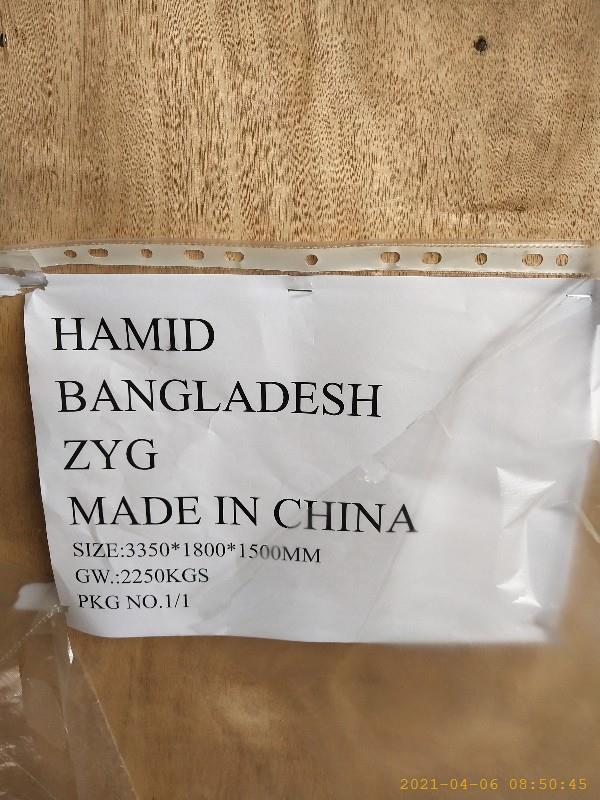 HAMID
BANGLADESH
ZYG
MADE IN CHINA
SIZE:3350*1800*1500MM
GW.:2250KGS
PKG NO.1/1
2021-04-06 08:50:45